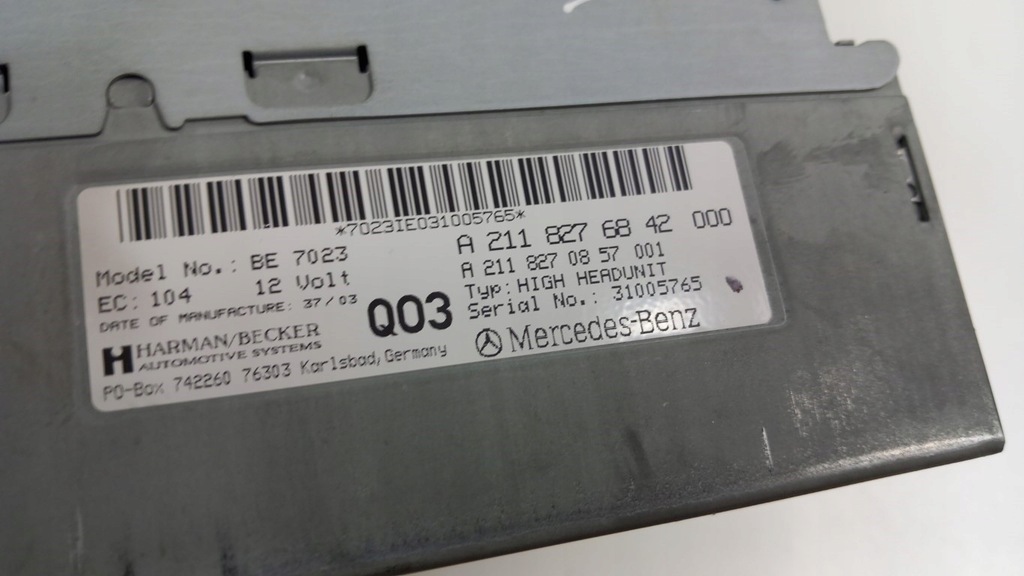 *7023IE031005765*
Model No.: BE 7023
EC: 104 12 Volt
DATE OF MANUFACTURE: 37/03
HARMAN/BECKER
AUTOMOTIVE SYSTEMS
PO-Box 742260 76303 Karlsbad,Germany
Q03
A 211 827 68 42 000
A 211 827 08 57 001
Typ: HIGH HEADUNIT
Serial No.: 31005765
Mercedes-Benz